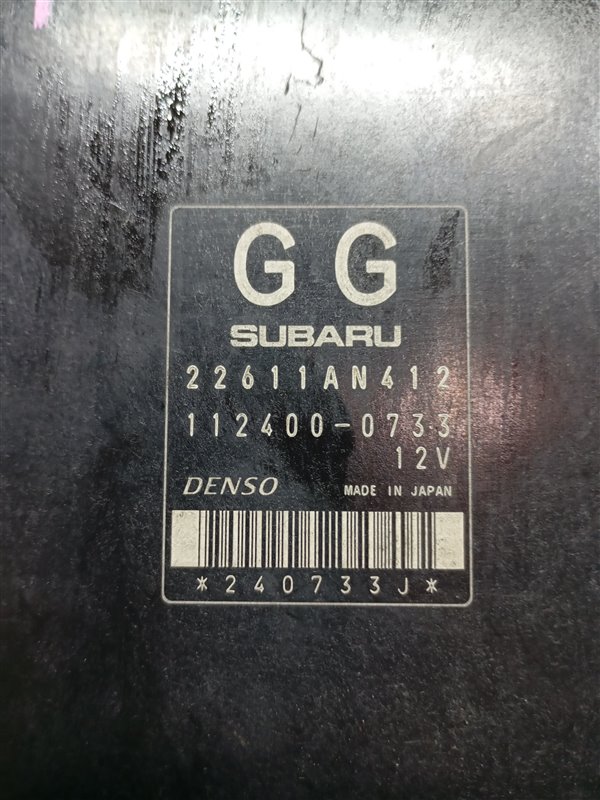 G G
SUBARU
22611AN412
112400-0733
12V
DENSO MADE IN JAPAN
*240733J*